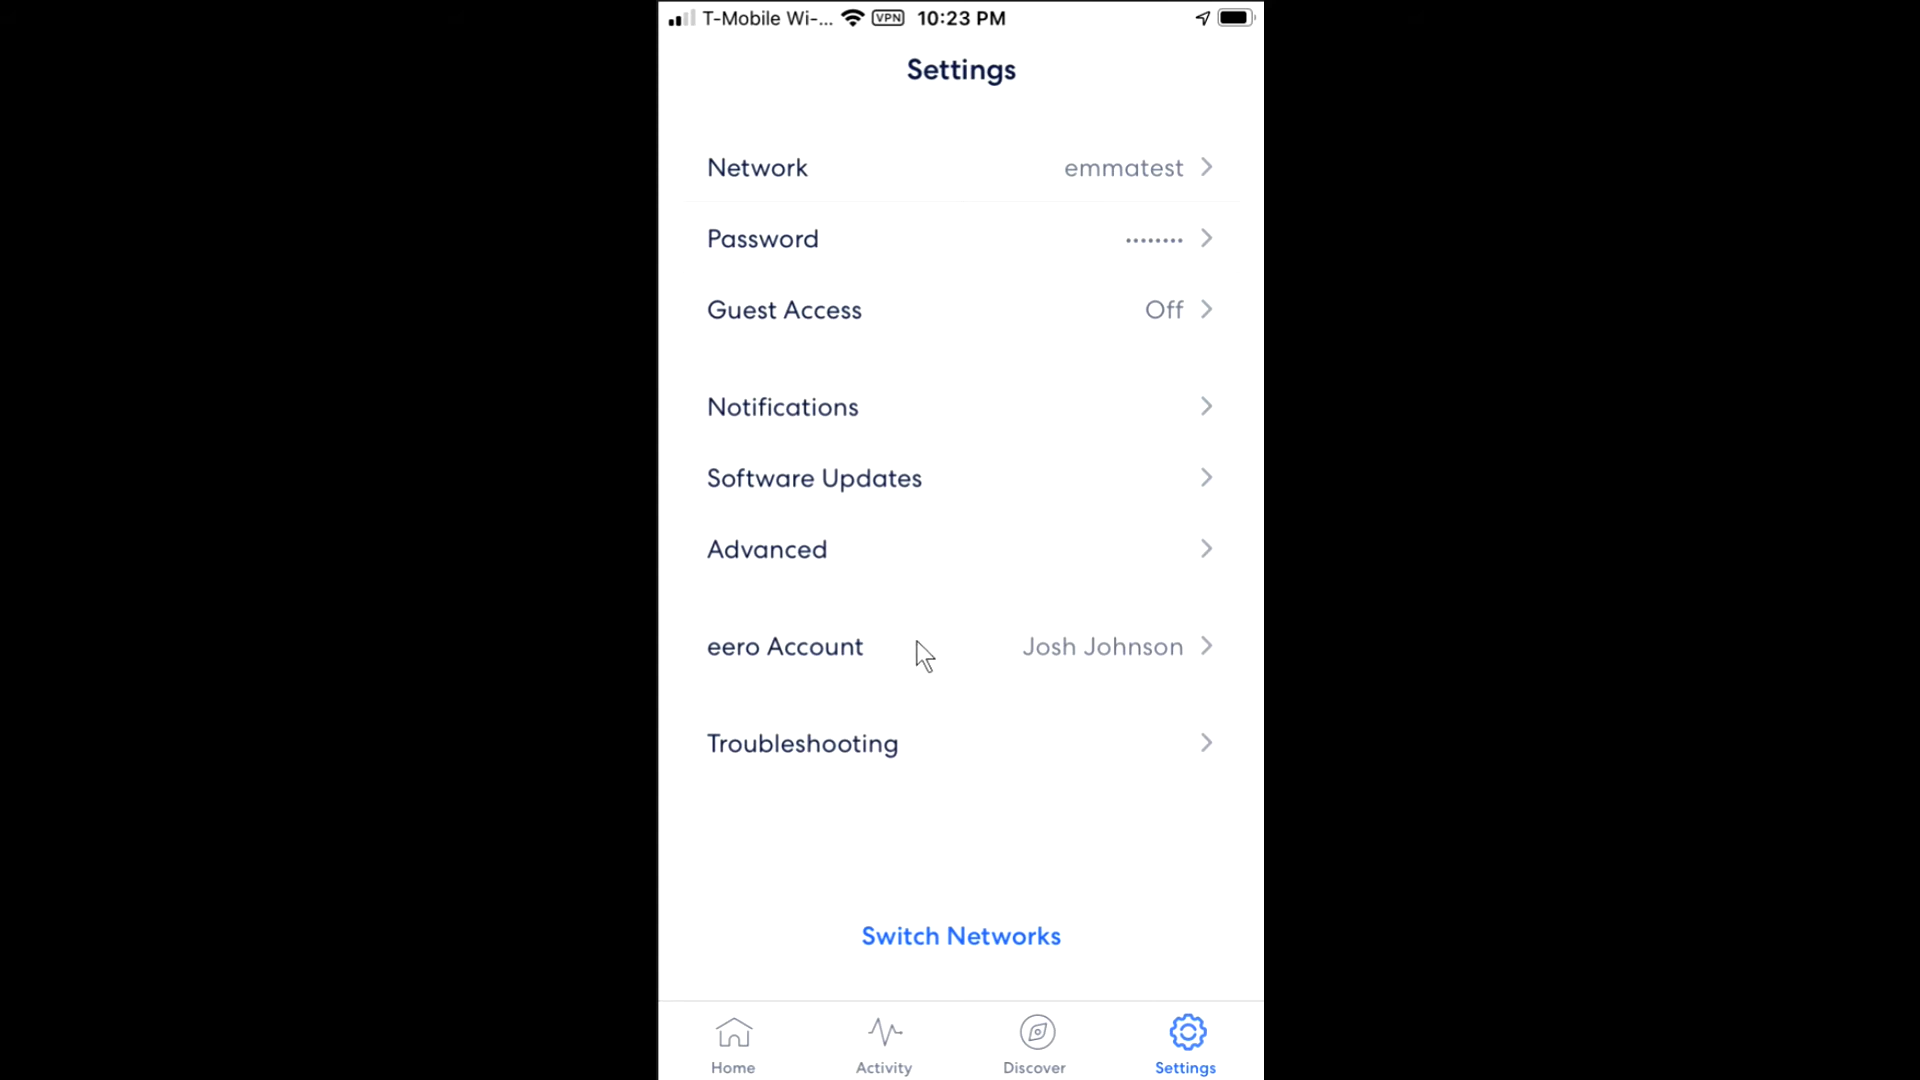 T-Mobile Wi-... VPN 10:23 PM
Settings
Network emmatest
Password ••••••••
Guest Access Off
Notifications
Software Updates
Advanced
eero Account Josh Johnson
Troubleshooting
Switch Networks
Home Activity Discover Settings